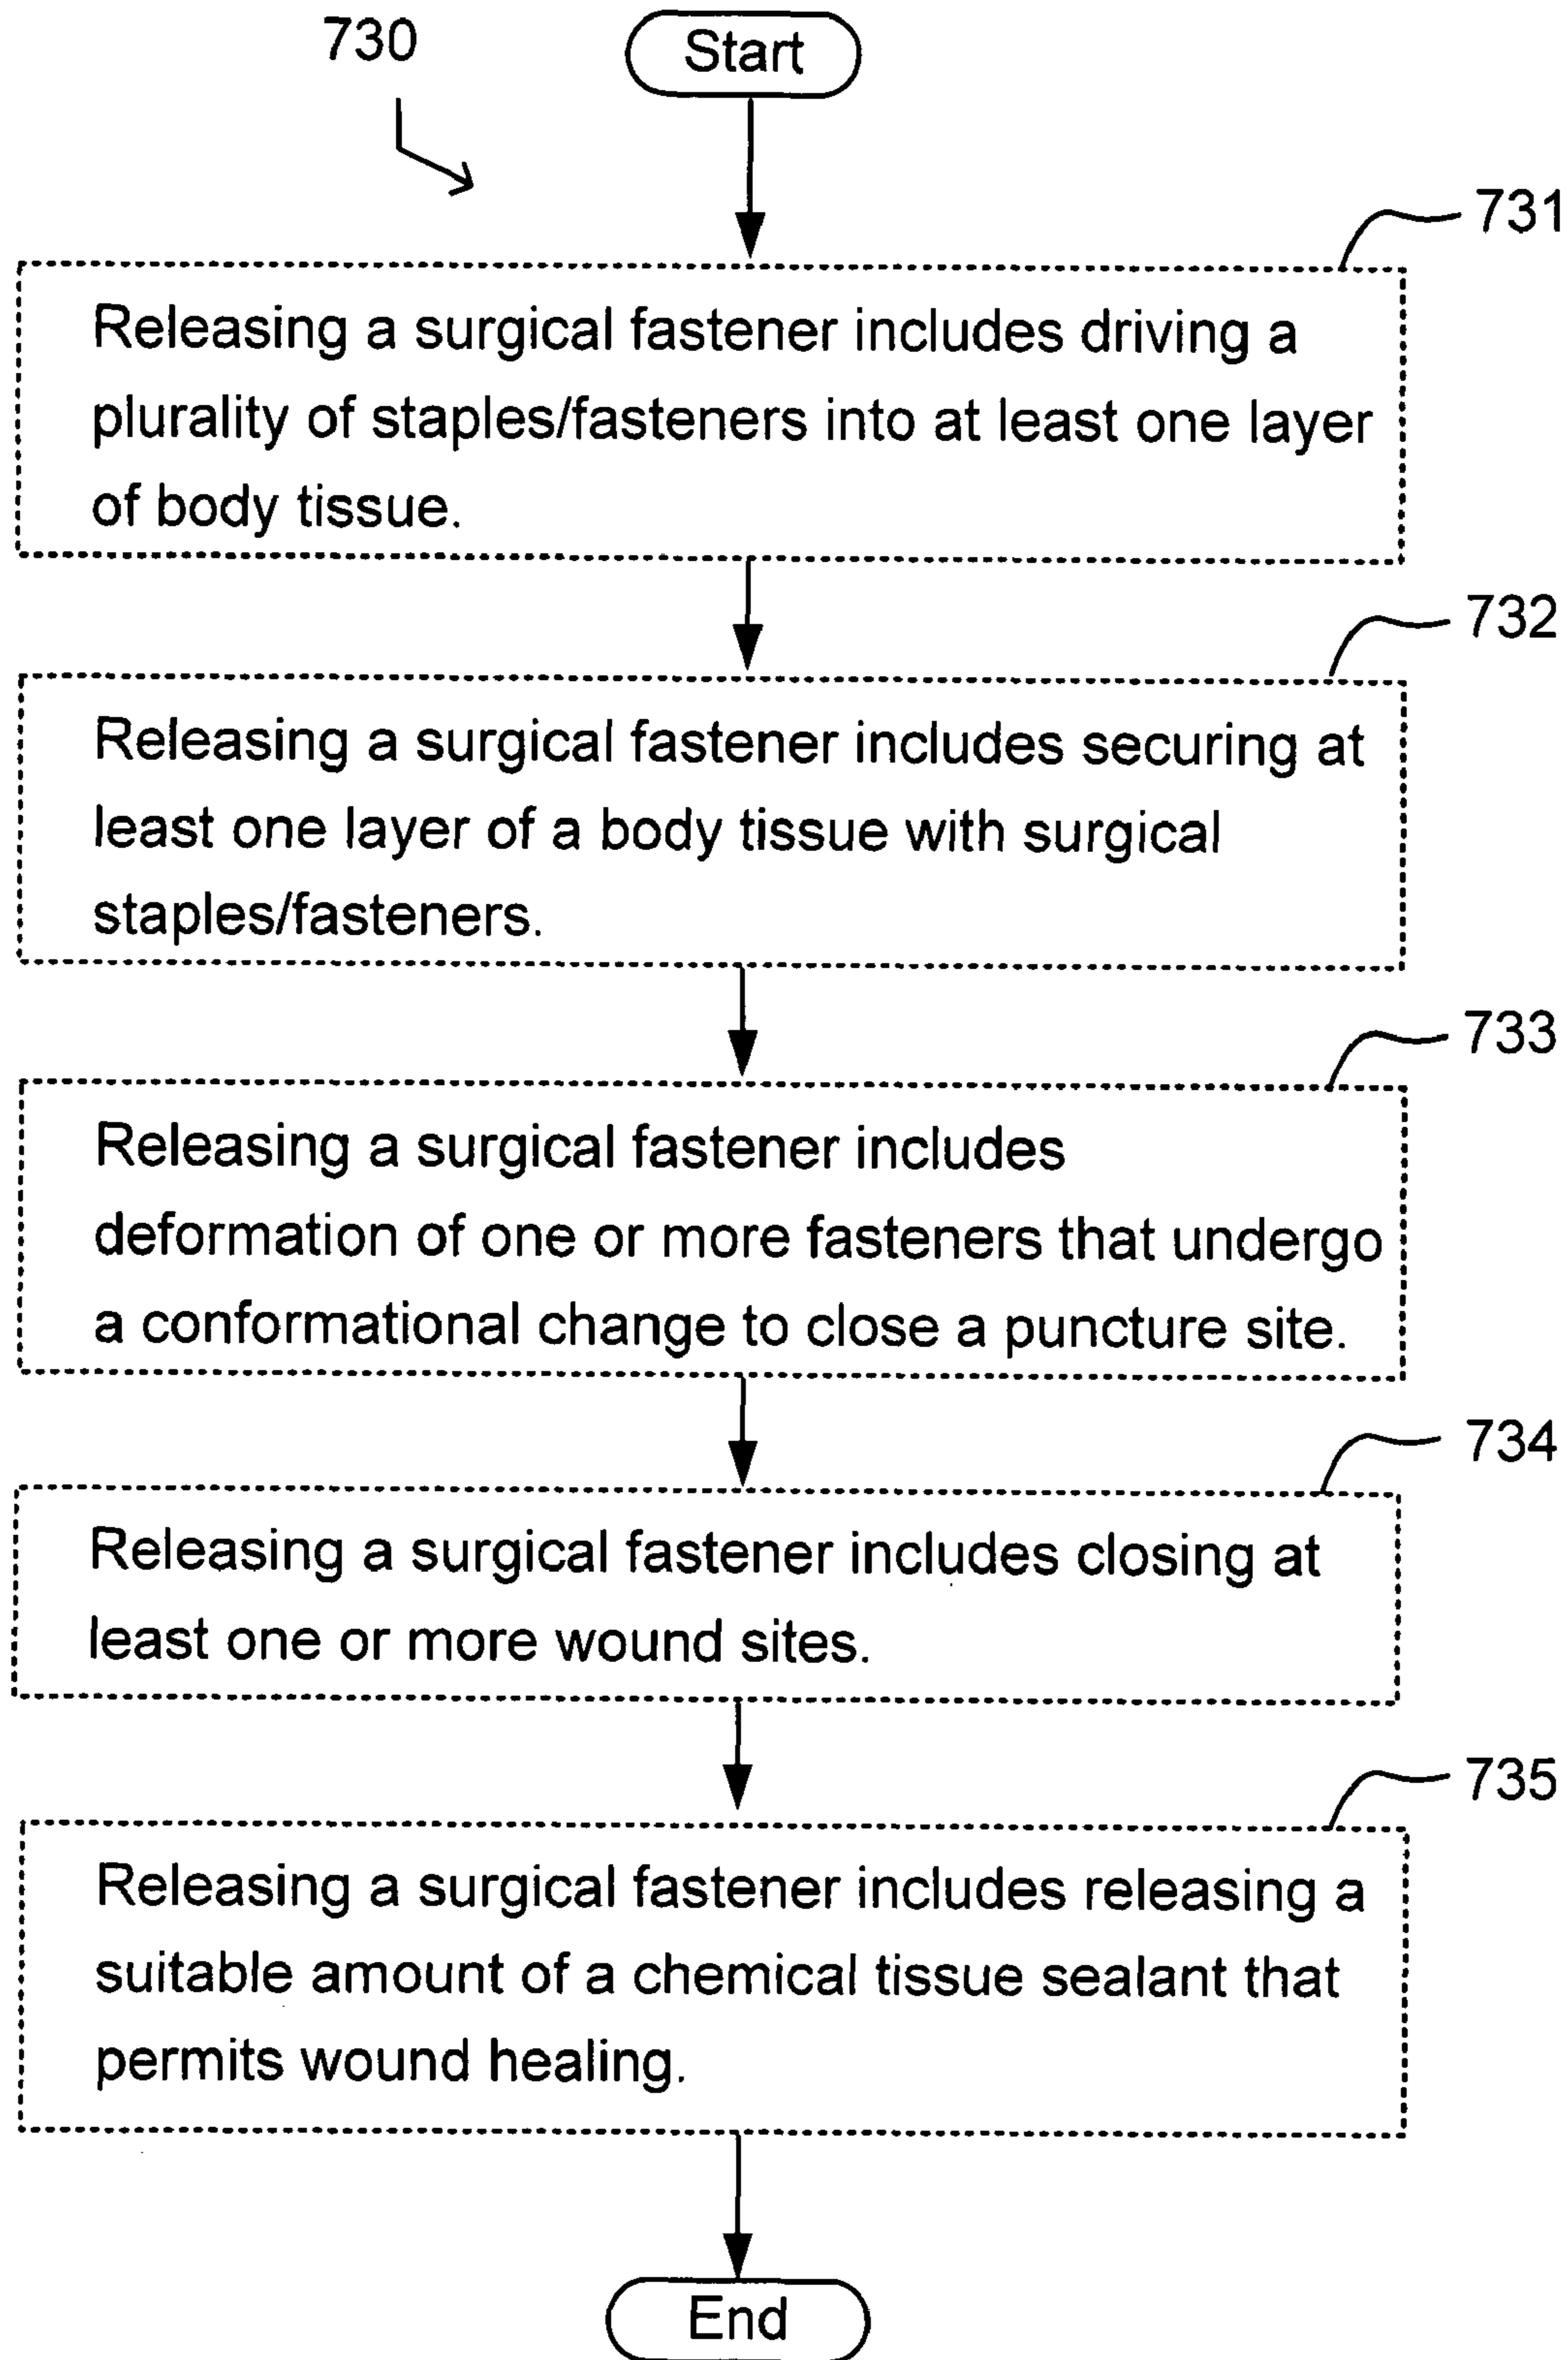 730
Start
731
Releasing a surgical fastener includes driving a
plurality of staples/fasteners into at least one layer
of body tissue.
732
Releasing a surgical fastener includes securing at
least one layer of a body tissue with surgical
staples/fasteners.
733
Releasing a surgical fastener includes
deformation of one or more fasteners that undergo
a conformational change to close a puncture site.
734
Releasing a surgical fastener includes closing at
least one or more wound sites.
735
Releasing a surgical fastener includes releasing a
suitable amount of a chemical tissue sealant that
permits wound healing.
End